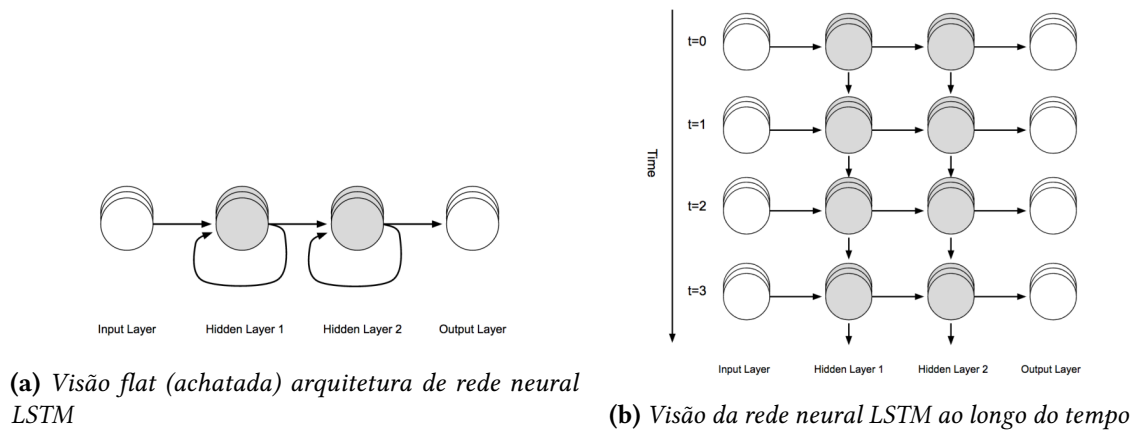 Input Layer
Hidden Layer 1
Hidden Layer 2
Output Layer
(a) Visão flat (achatada) arquitetura de rede neural
LSTM
t=0
t=1
t=2
t=3
Time
Input Layer
Hidden Layer 1
Hidden Layer 2
Output Layer
(b) Visão da rede neural LSTM ao longo do tempo